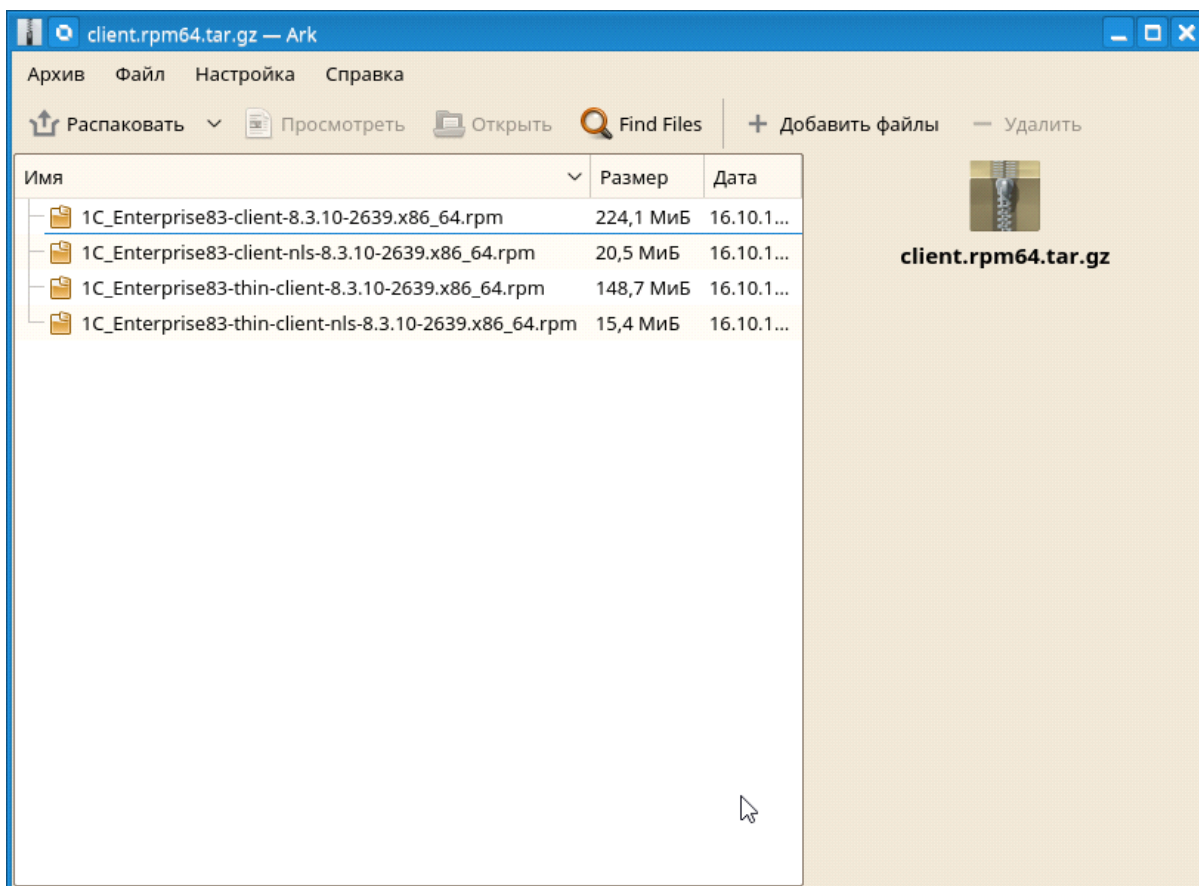 client.rpm64.tar.gz — Ark
Архив Файл Настройка Справка
Распаковать Просмотреть Открыть Find Files + Добавить файлы — Удалить
Имя Размер Дата
1C_Enterprise83-client-8.3.10-2639.x86_64.rpm 224,1 МиБ 16.10.1...
1C_Enterprise83-client-nls-8.3.10-2639.x86_64.rpm 20,5 МиБ 16.10.1...
1C_Enterprise83-thin-client-8.3.10-2639.x86_64.rpm 148,7 МиБ 16.10.1...
1C_Enterprise83-thin-client-nls-8.3.10-2639.x86_64.rpm 15,4 МиБ 16.10.1...
client.rpm64.tar.gz